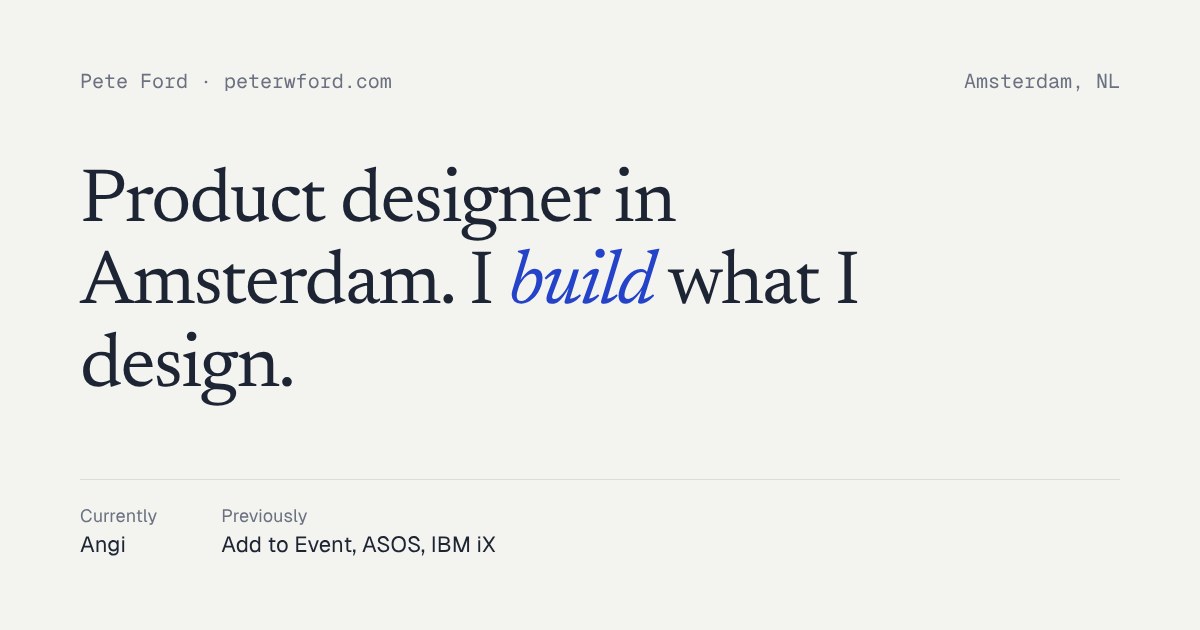 Pete Ford · peterwford.com
Amsterdam, NL
Product designer in
Amsterdam. I build what I
design.
Currently
Angi
Previously
Add to Event, ASOS, IBM iX